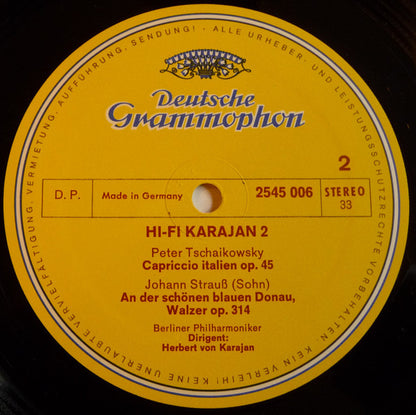 ALLE URHEBER- UND LEISTUNGSSCHUTZRECHTE VORBEHALTEN · KEIN VERLEIH! KEINE UNERLAUBTE VERVIELFÄLTIGUNG, VERMIETUNG, AUFFÜHRUNG, SENDUNG! ·
Deutsche
Grammophon
2
D. P.
Made in Germany
2545 006
STEREO
33
HI-FI KARAJAN 2
Peter Tschaikowsky
Capriccio italien op. 45
Johann Strauß (Sohn)
An der schönen blauen Donau,
Walzer op. 314
Berliner Philharmoniker
Dirigent:
Herbert von Karajan